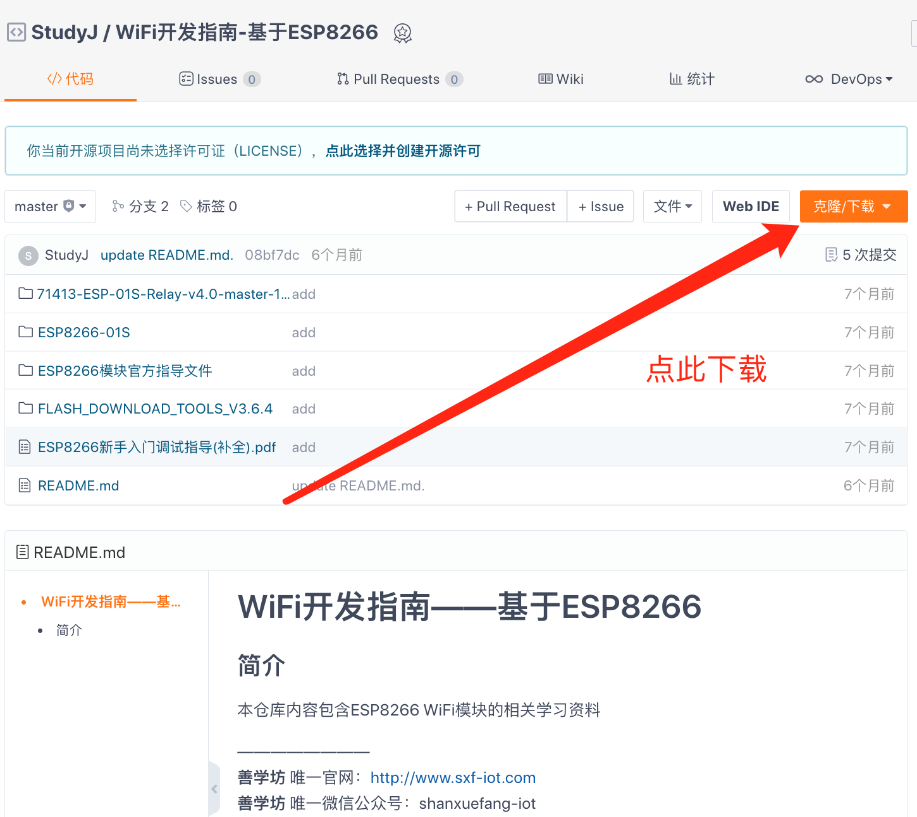 StudyJ / WiFi开发指南-基于ESP8266
代码 Issues 0 Pull Requests 0 Wiki 统计 DevOps
你当前开源项目尚未选择许可证（LICENSE），点此选择并创建开源许可
master 分支 2 标签 0 + Pull Request + Issue 文件 Web IDE 克隆/下载
S StudyJ update README.md. 08bf7dc 6个月前 5 次提交
71413-ESP-01S-Relay-v4.0-master-1... add 7个月前
ESP8266-01S add 7个月前
点此下载
ESP8266模块官方指导文件 add 7个月前
FLASH_DOWNLOAD_TOOLS_V3.6.4 add 7个月前
ESP8266新手入门调试指导(补全).pdf add 7个月前
README.md update README.md. 6个月前
README.md
WiFi开发指南——基...
简介
WiFi开发指南——基于ESP8266
简介
本仓库内容包含ESP8266 WiFi模块的相关学习资料
————————
善学坊 唯一官网：http://www.sxf-iot.com
善学坊 唯一微信公众号：shanxuefang-iot